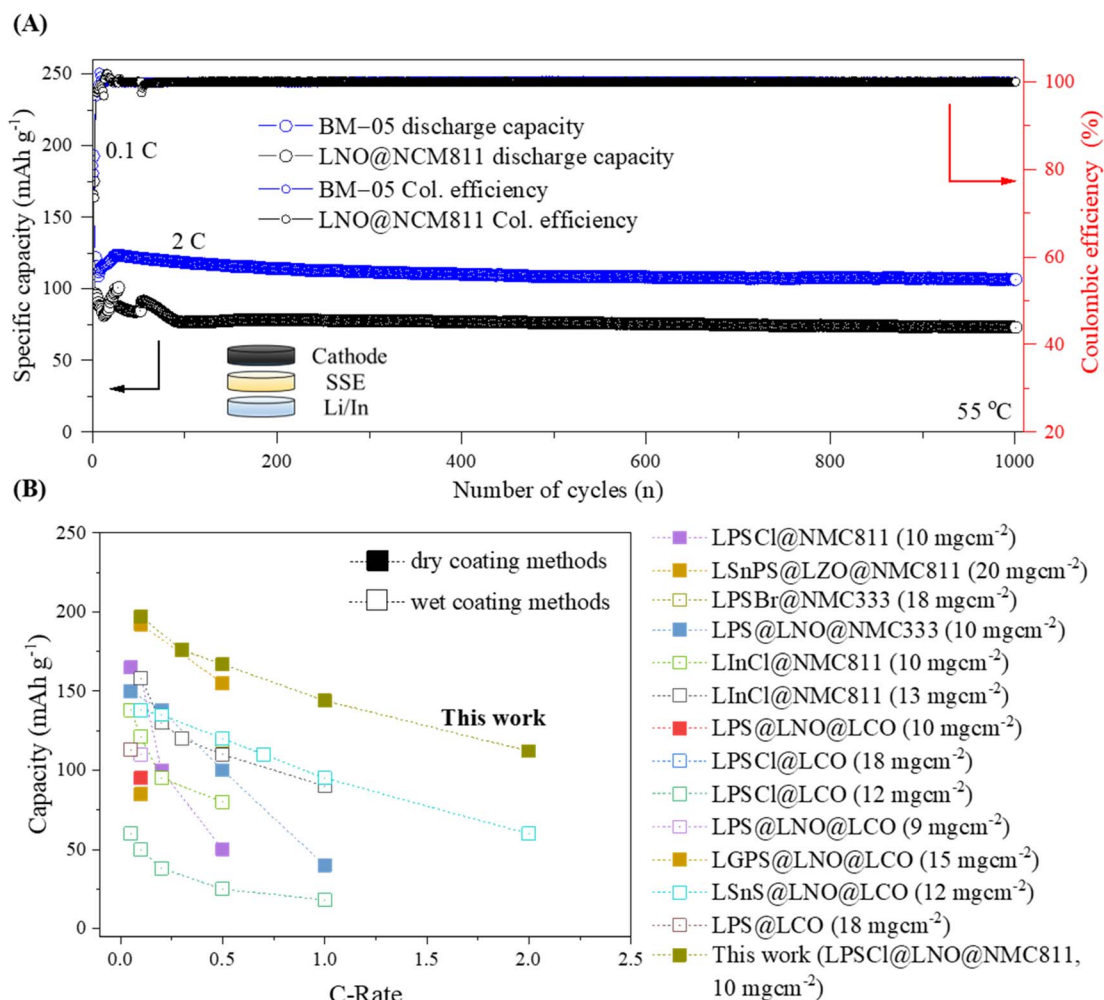 (A)
250
200
150
100
50
0
Specific capacity (mAh g⁻¹)
0.1 C
BM−05 discharge capacity
LNO@NCM811 discharge capacity
BM−05 Col. efficiency
LNO@NCM811 Col. efficiency
2 C
Cathode
SSE
Li/In
55 °C
100
80
60
40
20
Coulombic efficiency (%)
0 200 400 600 800 1000
Number of cycles (n)
(B)
250
200
150
100
50
0
Capacity (mAh g⁻¹)
dry coating methods
wet coating methods
This work
0.0 0.5 1.0 1.5 2.0 2.5
C-Rate
LPSCl@NMC811 (10 mgcm⁻²)
LSnPS@LZO@NMC811 (20 mgcm⁻²)
LPSBr@NMC333 (18 mgcm⁻²)
LPS@LNO@NMC333 (10 mgcm⁻²)
LInCl@NMC811 (10 mgcm⁻²)
LInCl@NMC811 (13 mgcm⁻²)
LPS@LNO@LCO (10 mgcm⁻²)
LPSCl@LCO (18 mgcm⁻²)
LPSCl@LCO (12 mgcm⁻²)
LPS@LNO@LCO (9 mgcm⁻²)
LGPS@LNO@LCO (15 mgcm⁻²)
LSnS@LNO@LCO (12 mgcm⁻²)
LPS@LCO (18 mgcm⁻²)
This work (LPSCl@LNO@NMC811,
10 mgcm⁻²)